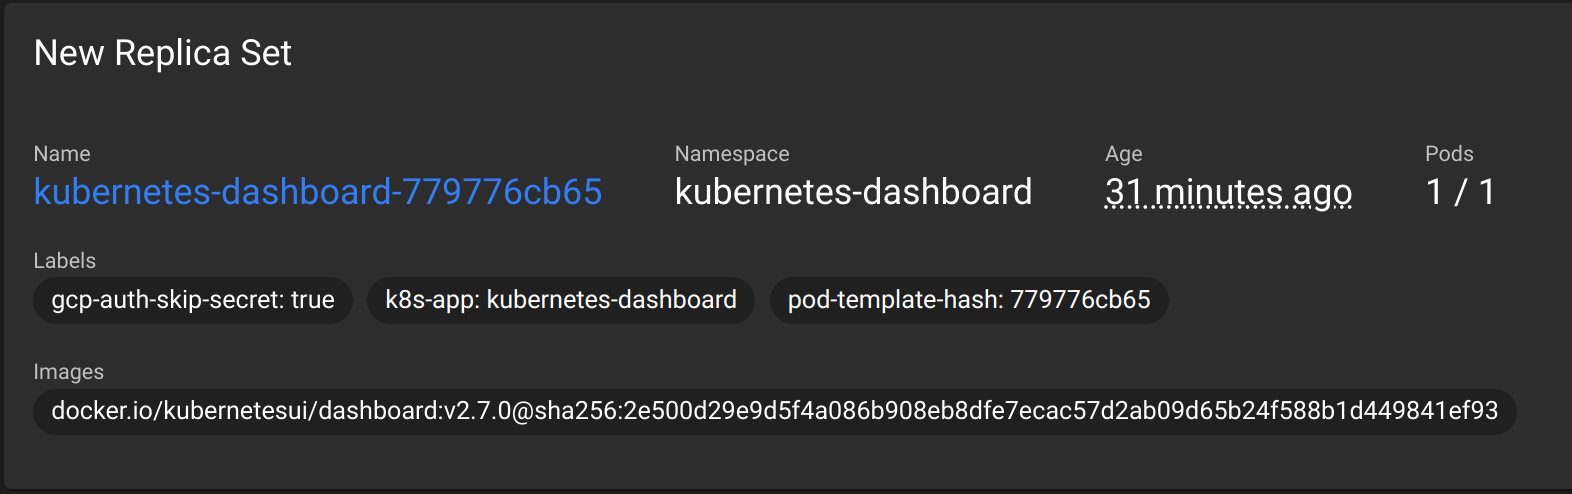 New Replica Set
Name Namespace Age Pods
kubernetes-dashboard-779776cb65 kubernetes-dashboard 31 minutes ago 1 / 1
Labels
gcp-auth-skip-secret: true k8s-app: kubernetes-dashboard pod-template-hash: 779776cb65
Images
docker.io/kubernetesui/dashboard:v2.7.0@sha256:2e500d29e9d5f4a086b908eb8dfe7ecac57d2ab09d65b24f588b1d449841ef93